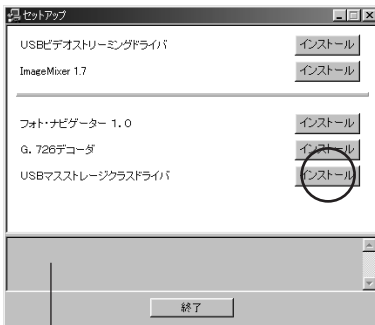 セットアップ
USBビデオストリーミングドライバ インストール
ImageMixer 1.7 インストール
フォト・ナビゲーター 1.0 インストール
G.726デコーダ インストール
USBマスストレージクラスドライバ インストール
終了